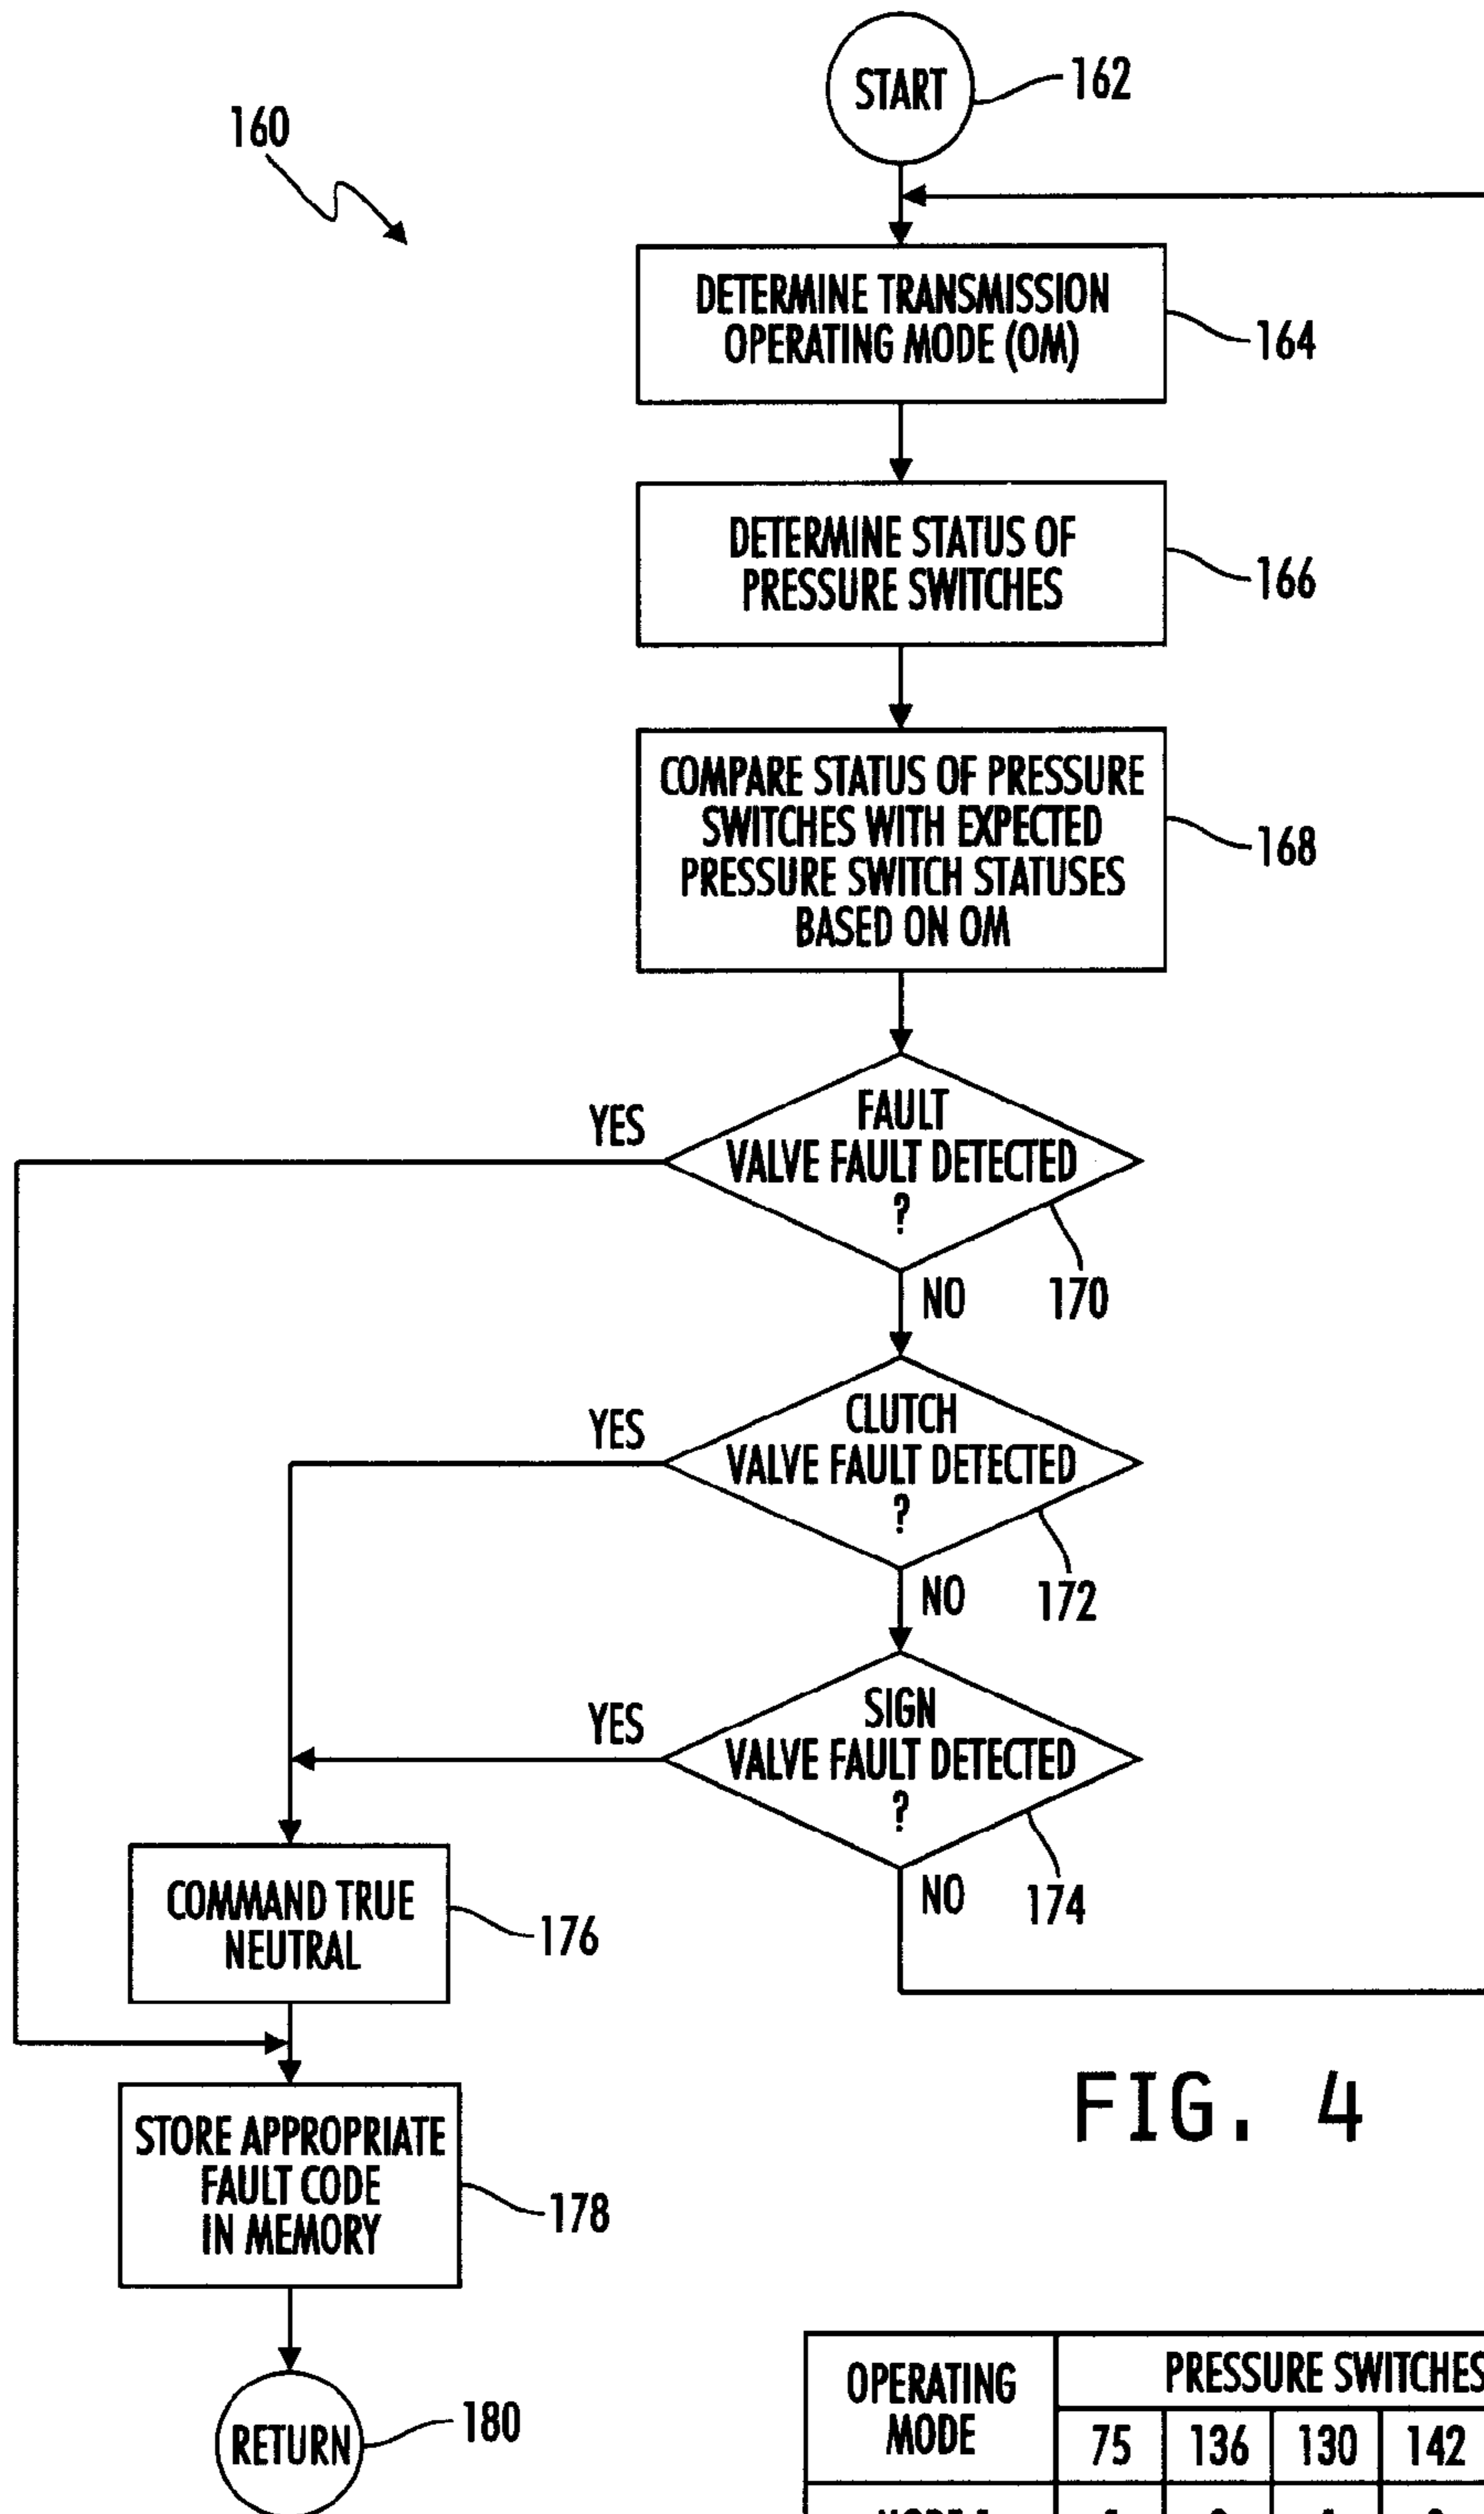 START
162
160
DETERMINE TRANSMISSION
OPERATING MODE (OM)
164
DETERMINE STATUS OF
PRESSURE SWITCHES
166
COMPARE STATUS OF PRESSURE
SWITCHES WITH EXPECTED
PRESSURE SWITCH STATUSES
BASED ON OM
168
YES
FAULT
VALVE FAULT DETECTED
?
NO
170
YES
CLUTCH
VALVE FAULT DETECTED
?
NO
172
YES
SIGN
VALVE FAULT DETECTED
?
NO
174
COMMAND TRUE
NEUTRAL
176
FIG. 4
STORE APPROPRIATE
FAULT CODE
IN MEMORY
178
RETURN
180
OPERATING
MODE
PRESSURE SWITCHES
75 136 130 142